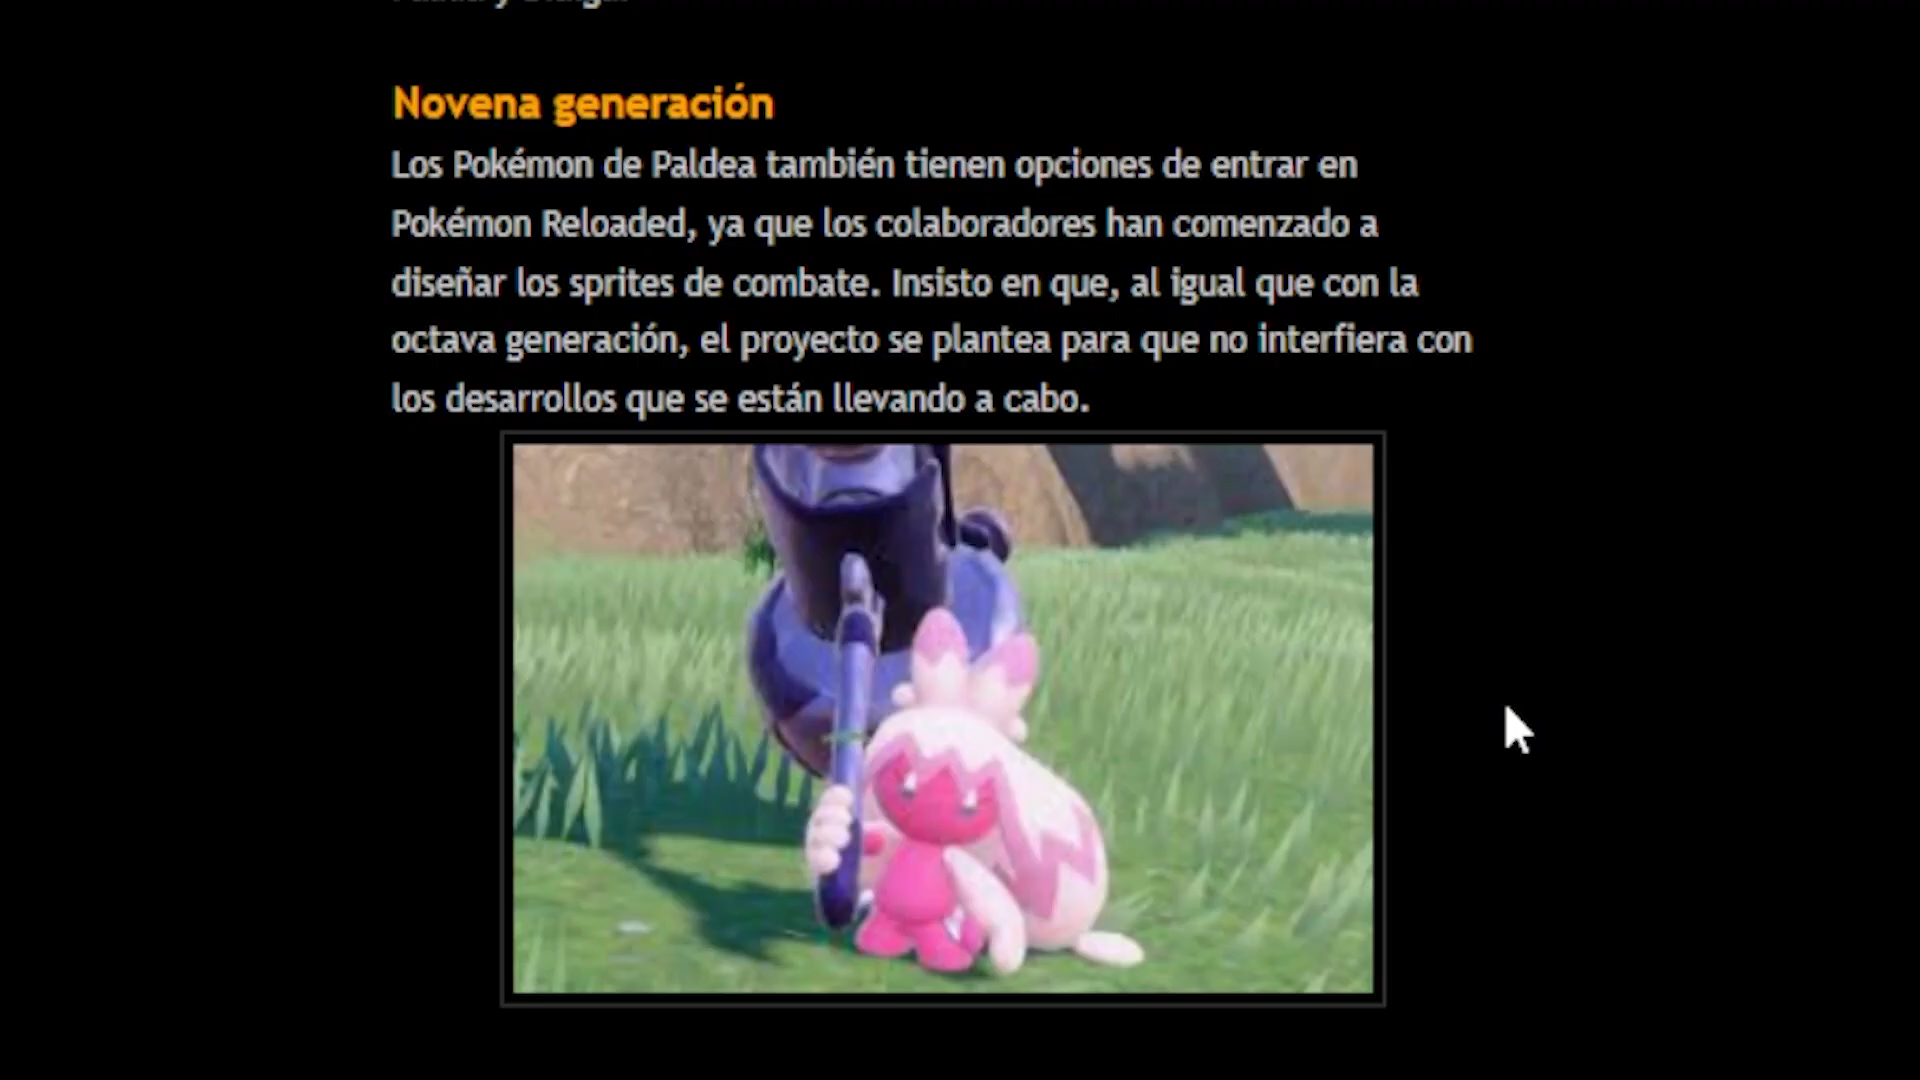 Novena generación
Los Pokémon de Paldea también tienen opciones de entrar en
Pokémon Reloaded, ya que los colaboradores han comenzado a
diseñar los sprites de combate. Insisto en que, al igual que con la
octava generación, el proyecto se plantea para que no interfiera con
los desarrollos que se están llevando a cabo.